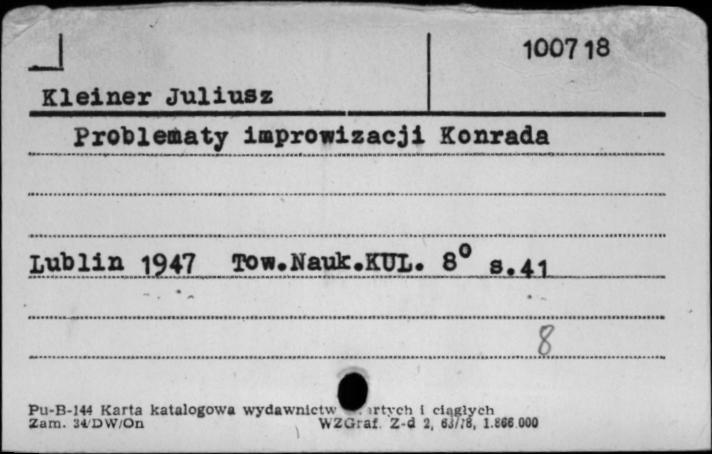 100718
Kleiner Juliusz
Problematy improwizacji Konrada
Lublin 1947 Tow.Nauk.KUL. 8° s.41
8
Pu-B-144 Karta katalogowa wydawnictw i ciągłych
Zam. 34/DW/On WZGraf. Z-d 2, 63/78, 1.866.000